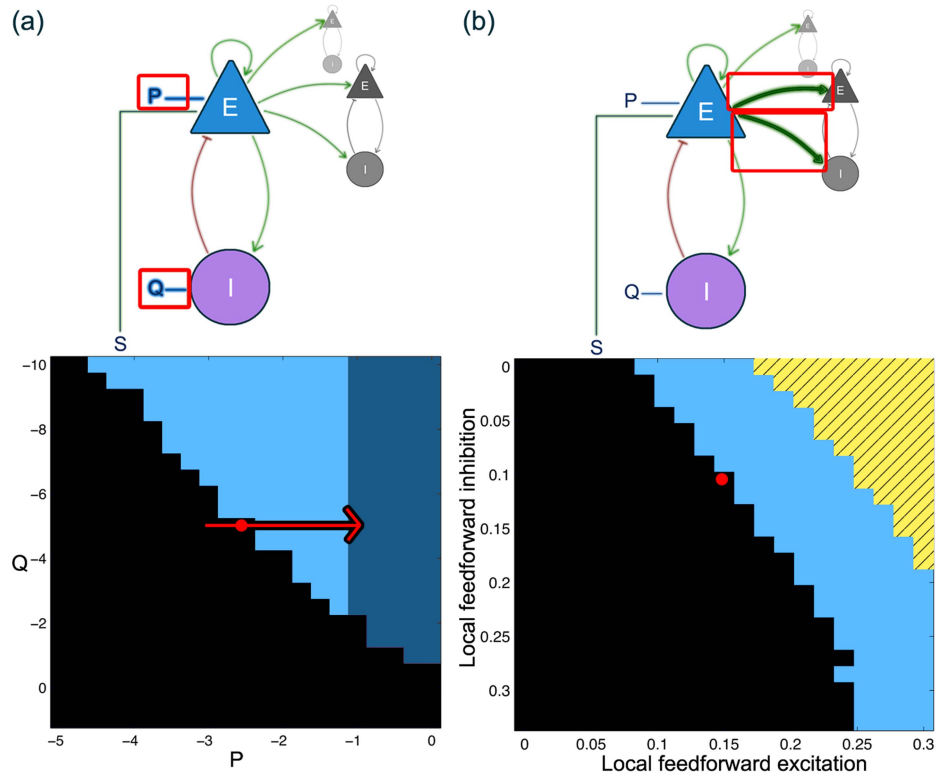 (a)
E
I
P
E
E
I
Q
I
S
-10
-8
-6
Q
-4
-2
0
-5
-4
-3
-2
-1
0
P
(b)
E
I
P
E
E
I
Q
I
S
Local feedforward inhibition
0
0.05
0.1
0.15
0.2
0.25
0.3
0
0.05
0.1
0.15
0.2
0.25
0.3
Local feedforward excitation